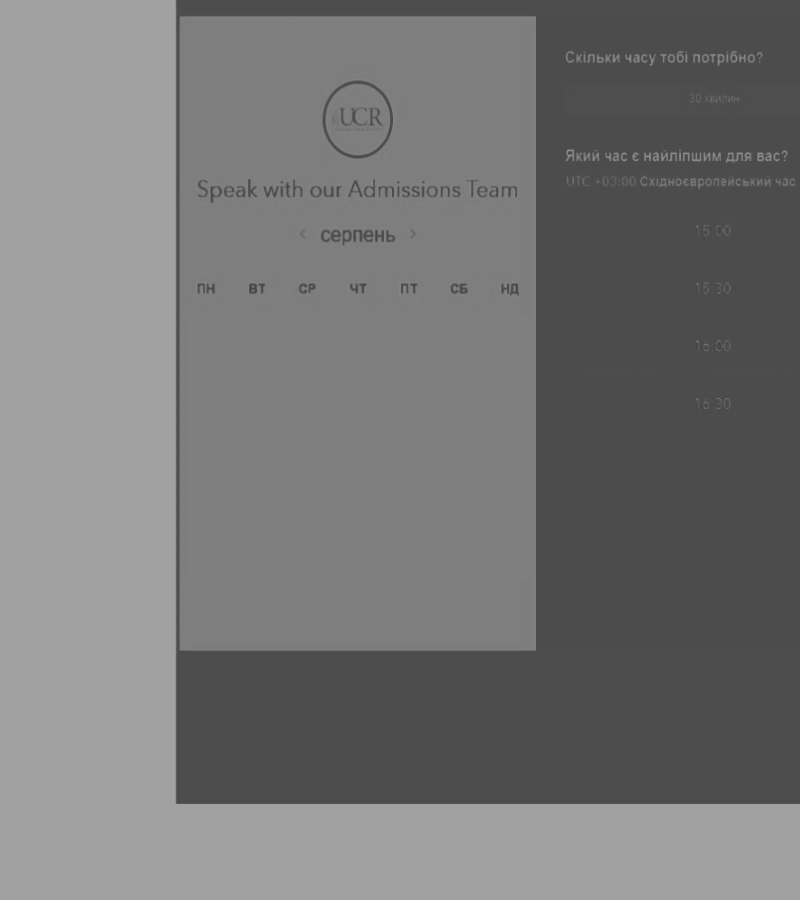 UCR
Speak with our Admissions Team
‹ серпень ›
ПН ВТ СР ЧТ ПТ СБ НД
Скільки часу тобі потрібно?
30 хвилин
Який час є найліпшим для вас?
UTC +03:00 Східноєвропейський час
15:00
15:30
16:00
16:30